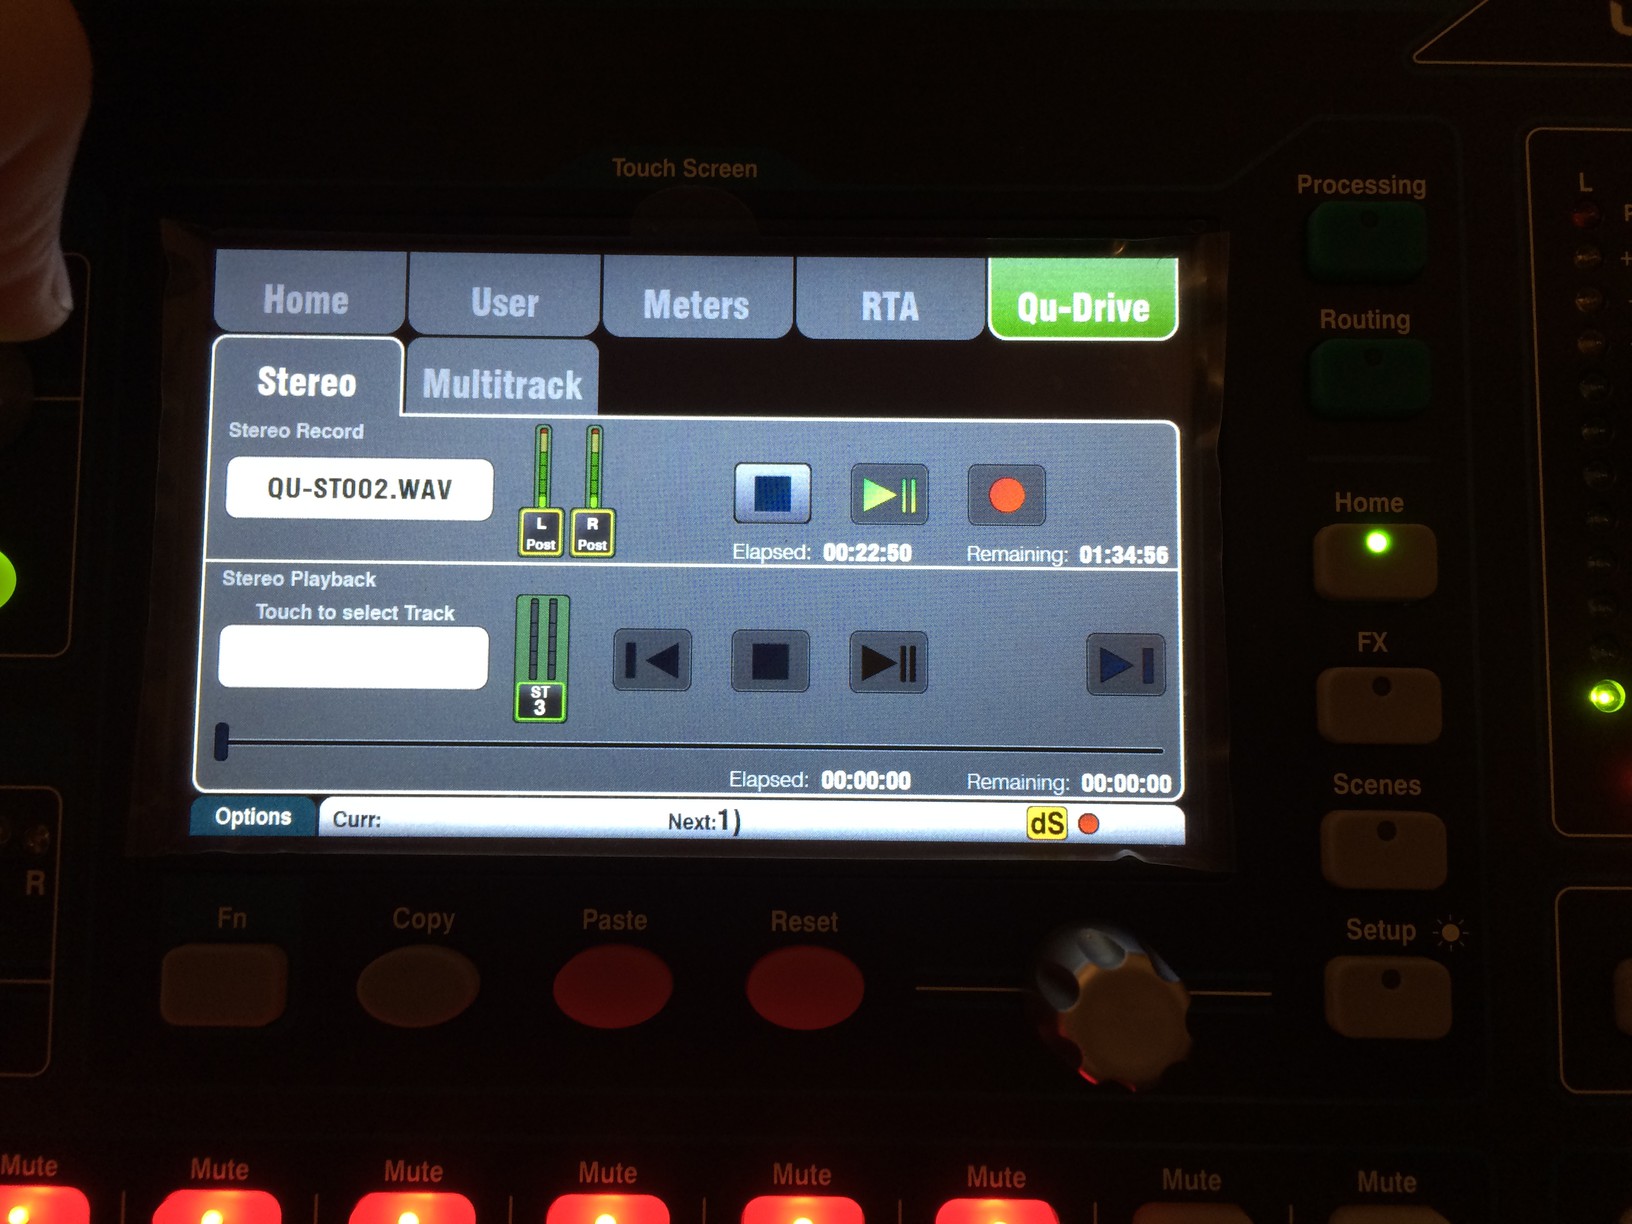 Touch Screen
Processing
L
Home
User
Meters
RTA
Qu-Drive
Routing
Stereo
Multitrack
Stereo Record
QU-ST002.WAV
L
Post
R
Post
Elapsed: 00:22:50
Remaining: 01:34:56
Home
Stereo Playback
Touch to select Track
ST
3
FX
Elapsed: 00:00:00
Remaining: 00:00:00
Scenes
Options
Curr:
Next:1)
dS
R
Fn
Copy
Paste
Reset
Setup
Mute
Mute
Mute
Mute
Mute
Mute
Mute
Mute